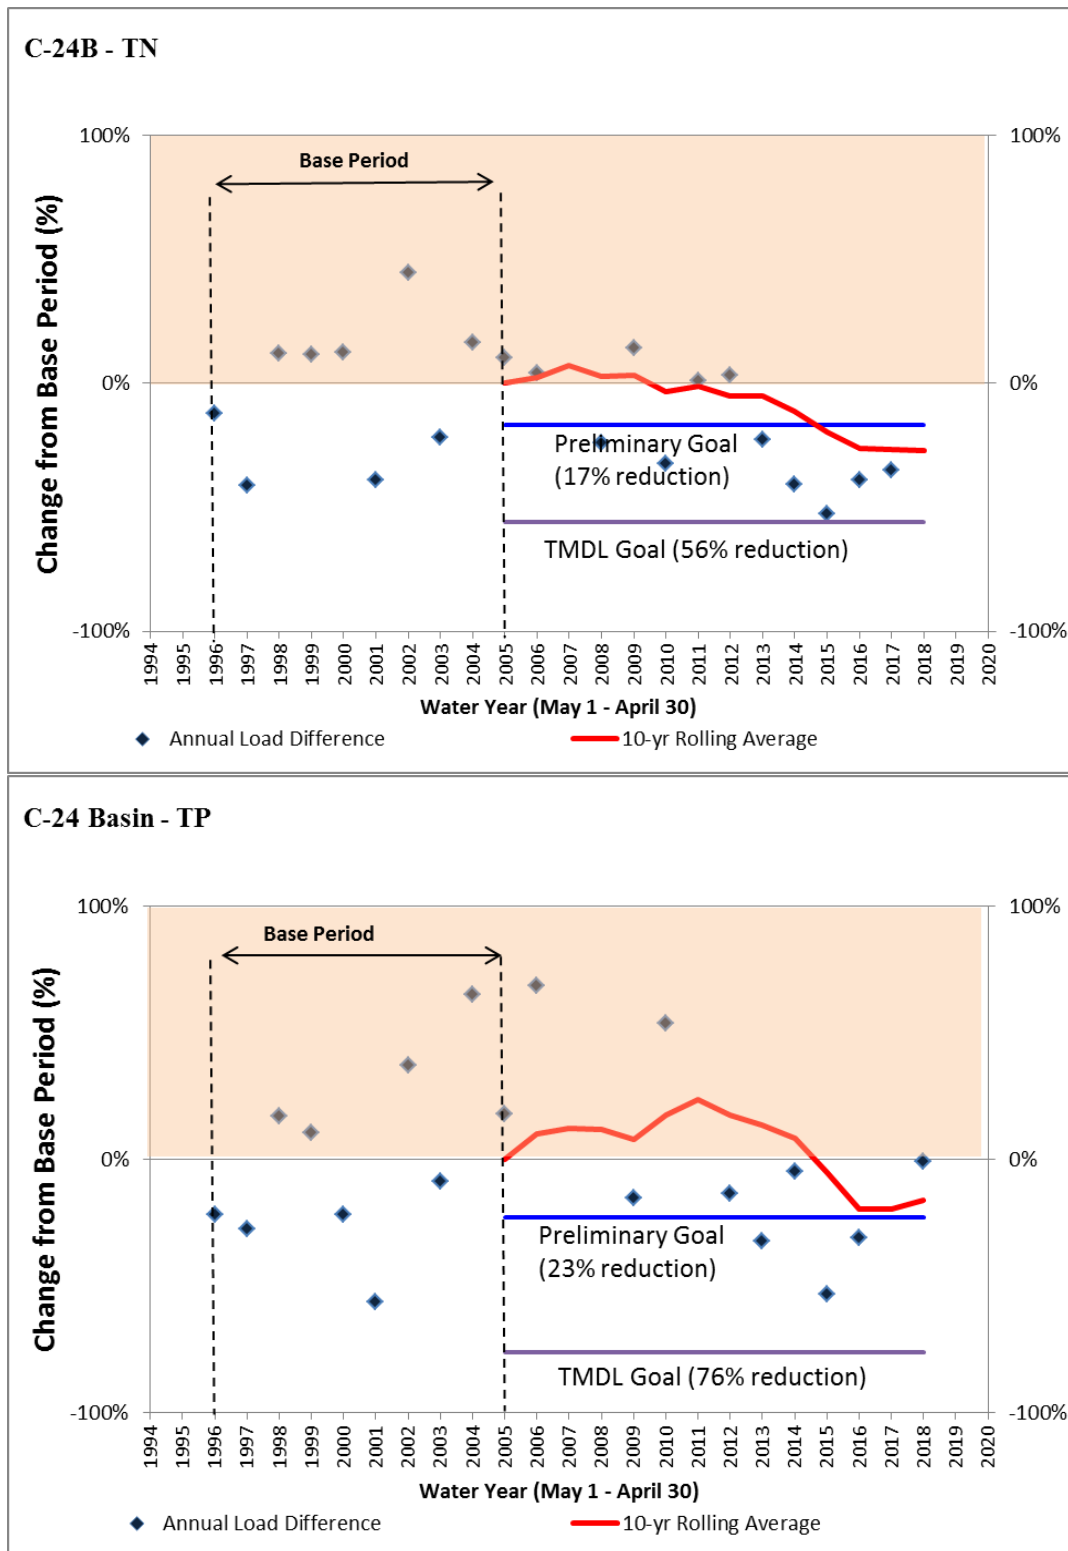 C-24B - TN
100%
100%
Base Period
Change from Base Period (%)
0%
0%
Preliminary Goal
(17% reduction)
TMDL Goal (56% reduction)
-100%
-100%
1994 1995 1996 1997 1998 1999 2000 2001 2002 2003 2004 2005 2006 2007 2008 2009 2010 2011 2012 2013 2014 2015 2016 2017 2018 2019 2020
Water Year (May 1 - April 30)
Annual Load Difference
10-yr Rolling Average
C-24 Basin - TP
100%
100%
Base Period
Change from Base Period (%)
0%
0%
Preliminary Goal
(23% reduction)
TMDL Goal (76% reduction)
-100%
-100%
1994 1995 1996 1997 1998 1999 2000 2001 2002 2003 2004 2005 2006 2007 2008 2009 2010 2011 2012 2013 2014 2015 2016 2017 2018 2019 2020
Water Year (May 1 - April 30)
Annual Load Difference
10-yr Rolling Average